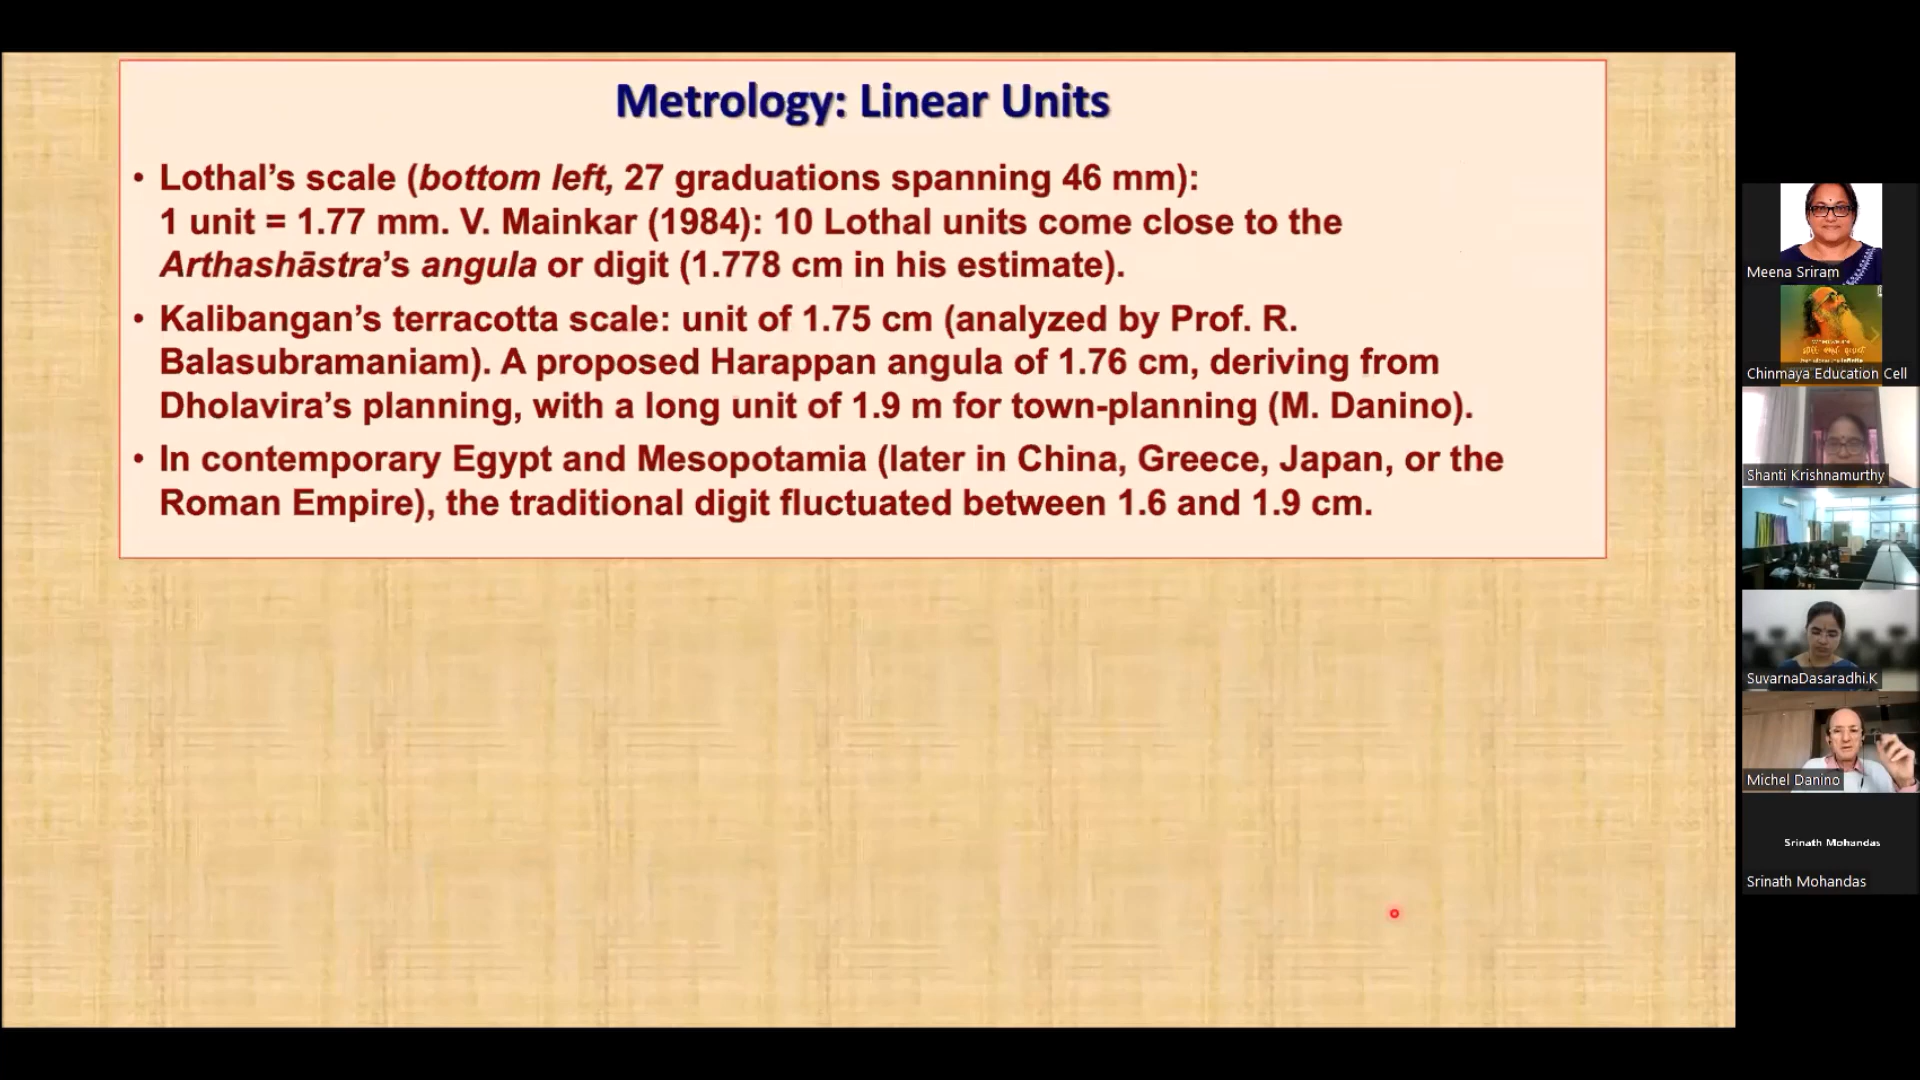 Metrology: Linear Units
• Lothal’s scale (bottom left, 27 graduations spanning 46 mm):
1 unit = 1.77 mm. V. Mainkar (1984): 10 Lothal units come close to the
Arthashāstra’s angula or digit (1.778 cm in his estimate).
• Kalibangan’s terracotta scale: unit of 1.75 cm (analyzed by Prof. R.
Balasubramaniam). A proposed Harappan angula of 1.76 cm, deriving from
Dholavira’s planning, with a long unit of 1.9 m for town-planning (M. Danino).
• In contemporary Egypt and Mesopotamia (later in China, Greece, Japan, or the
Roman Empire), the traditional digit fluctuated between 1.6 and 1.9 cm.
Meena Sriram
Chinmaya Education Cell
Shanti Krishnamurthy
SuvarnaDasaradhi.K
Michel Danino
Srinath Mohandas
Srinath Mohandas